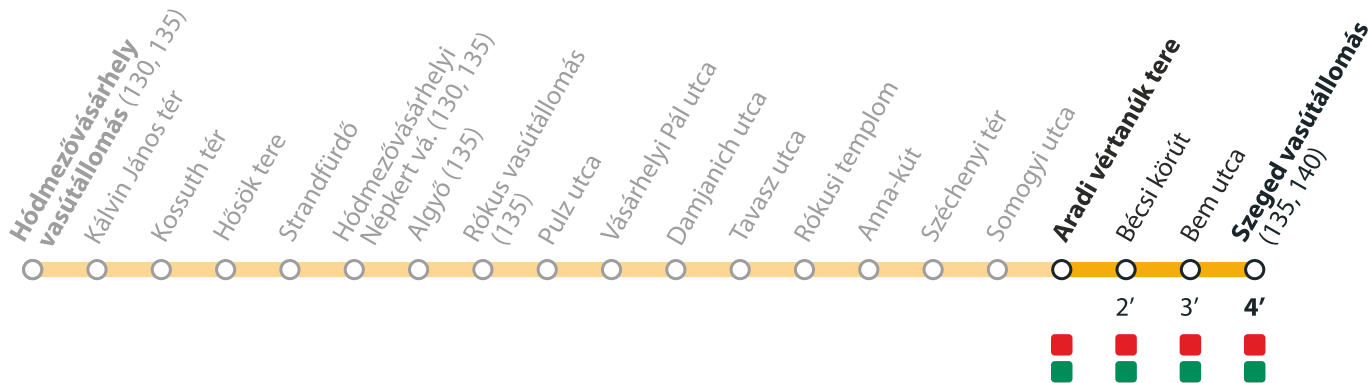 Hódmezővásárhely
vasútállomás (130, 135)
Kálvin János tér
Kossuth tér
Hősök tere
Strandfürdő
Hódmezővásárhelyi
Népkert vá. (130, 135)
Algyő (135)
Rókus vasútállomás
(135)
Pulz utca
Vásárhelyi Pál utca
Damjanich utca
Tavasz utca
Rókusi templom
Anna-kút
Széchenyi tér
Somogyi utca
Aradi vértanúk tere
Bécsi körút
Bem utca
Szeged vasútállomás
(135, 140)
2’ 3’ 4’